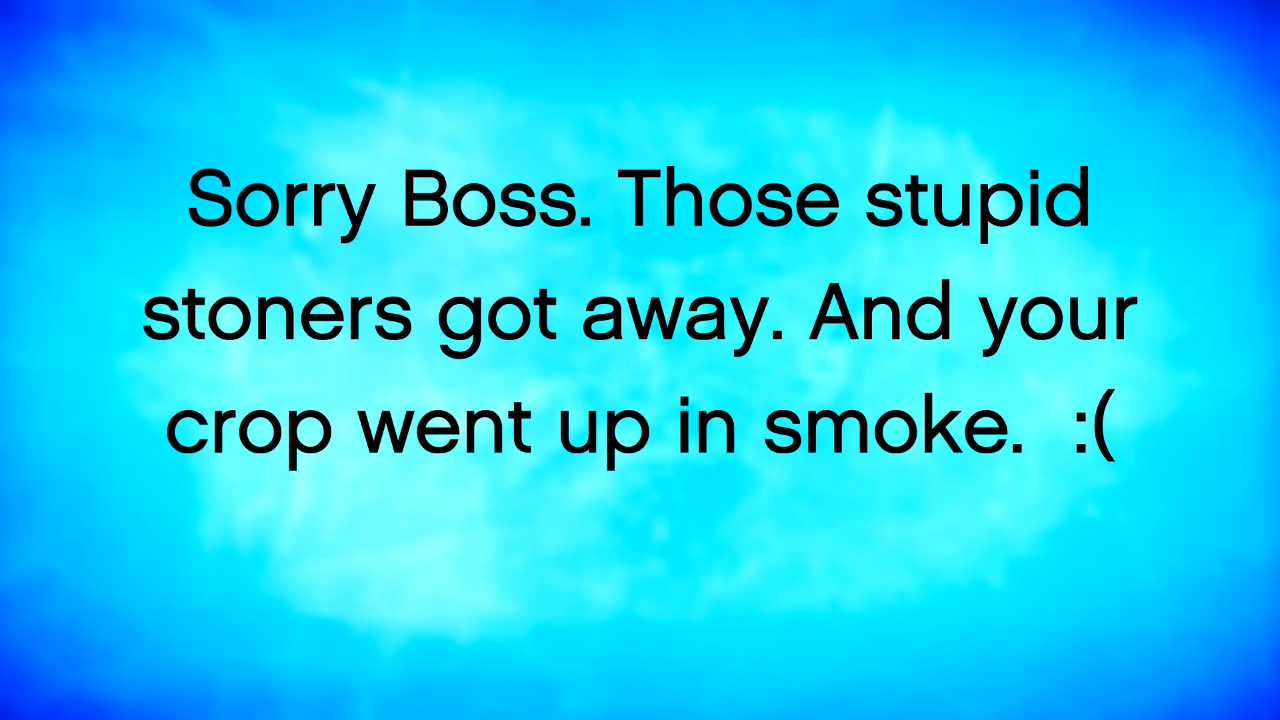 Sorry Boss. Those stupid
stoners got away. And your
crop went up in smoke.  :(